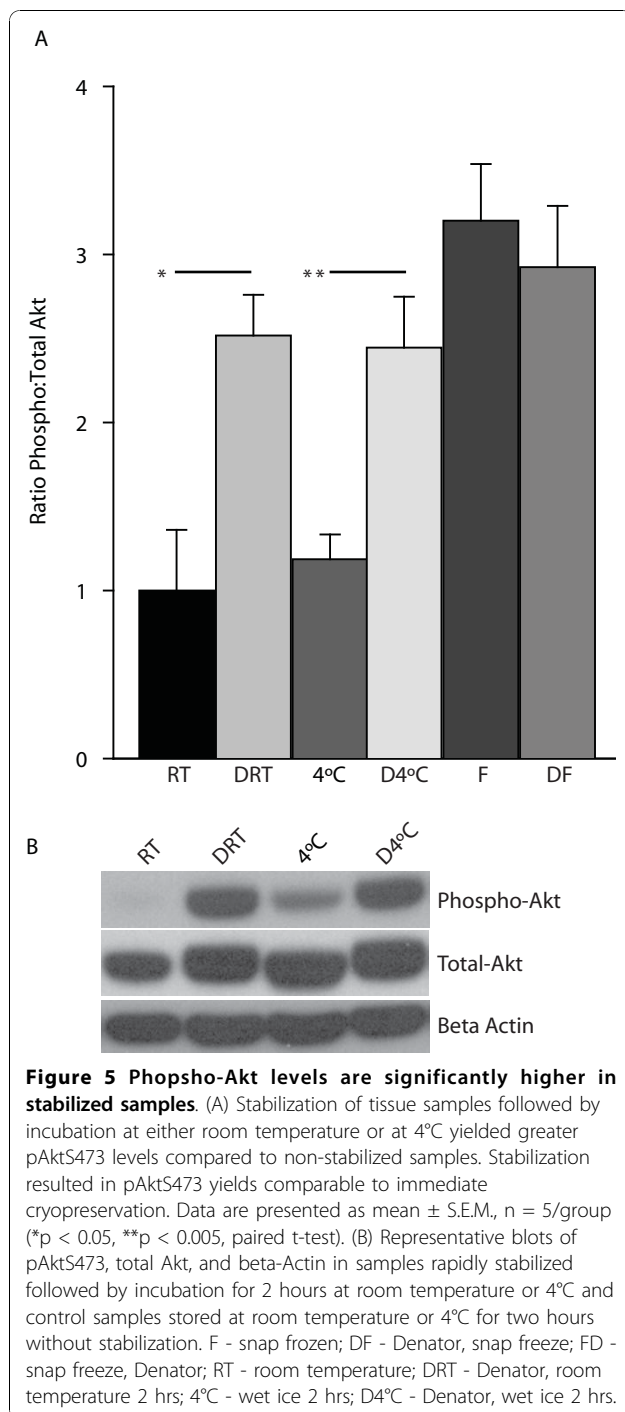 A
4
3
2
1
0
Ratio Phospho:Total Akt
*
**
RT DRT 4ºC D4ºC F DF
B
RT DRT 4ºC D4ºC
Phospho-Akt
Total-Akt
Beta Actin
Figure 5 Phopsho-Akt levels are significantly higher in
stabilized samples. (A) Stabilization of tissue samples followed by
incubation at either room temperature or at 4°C yielded greater
pAktS473 levels compared to non-stabilized samples. Stabilization
resulted in pAktS473 yields comparable to immediate
cryopreservation. Data are presented as mean ± S.E.M., n = 5/group
(*p < 0.05, **p < 0.005, paired t-test). (B) Representative blots of
pAktS473, total Akt, and beta-Actin in samples rapidly stabilized
followed by incubation for 2 hours at room temperature or 4°C and
control samples stored at room temperature or 4°C for two hours
without stabilization. F - snap frozen; DF - Denator, snap freeze; FD -
snap freeze, Denator; RT - room temperature; DRT - Denator, room
temperature 2 hrs; 4°C - wet ice 2 hrs; D4°C - Denator, wet ice 2 hrs.